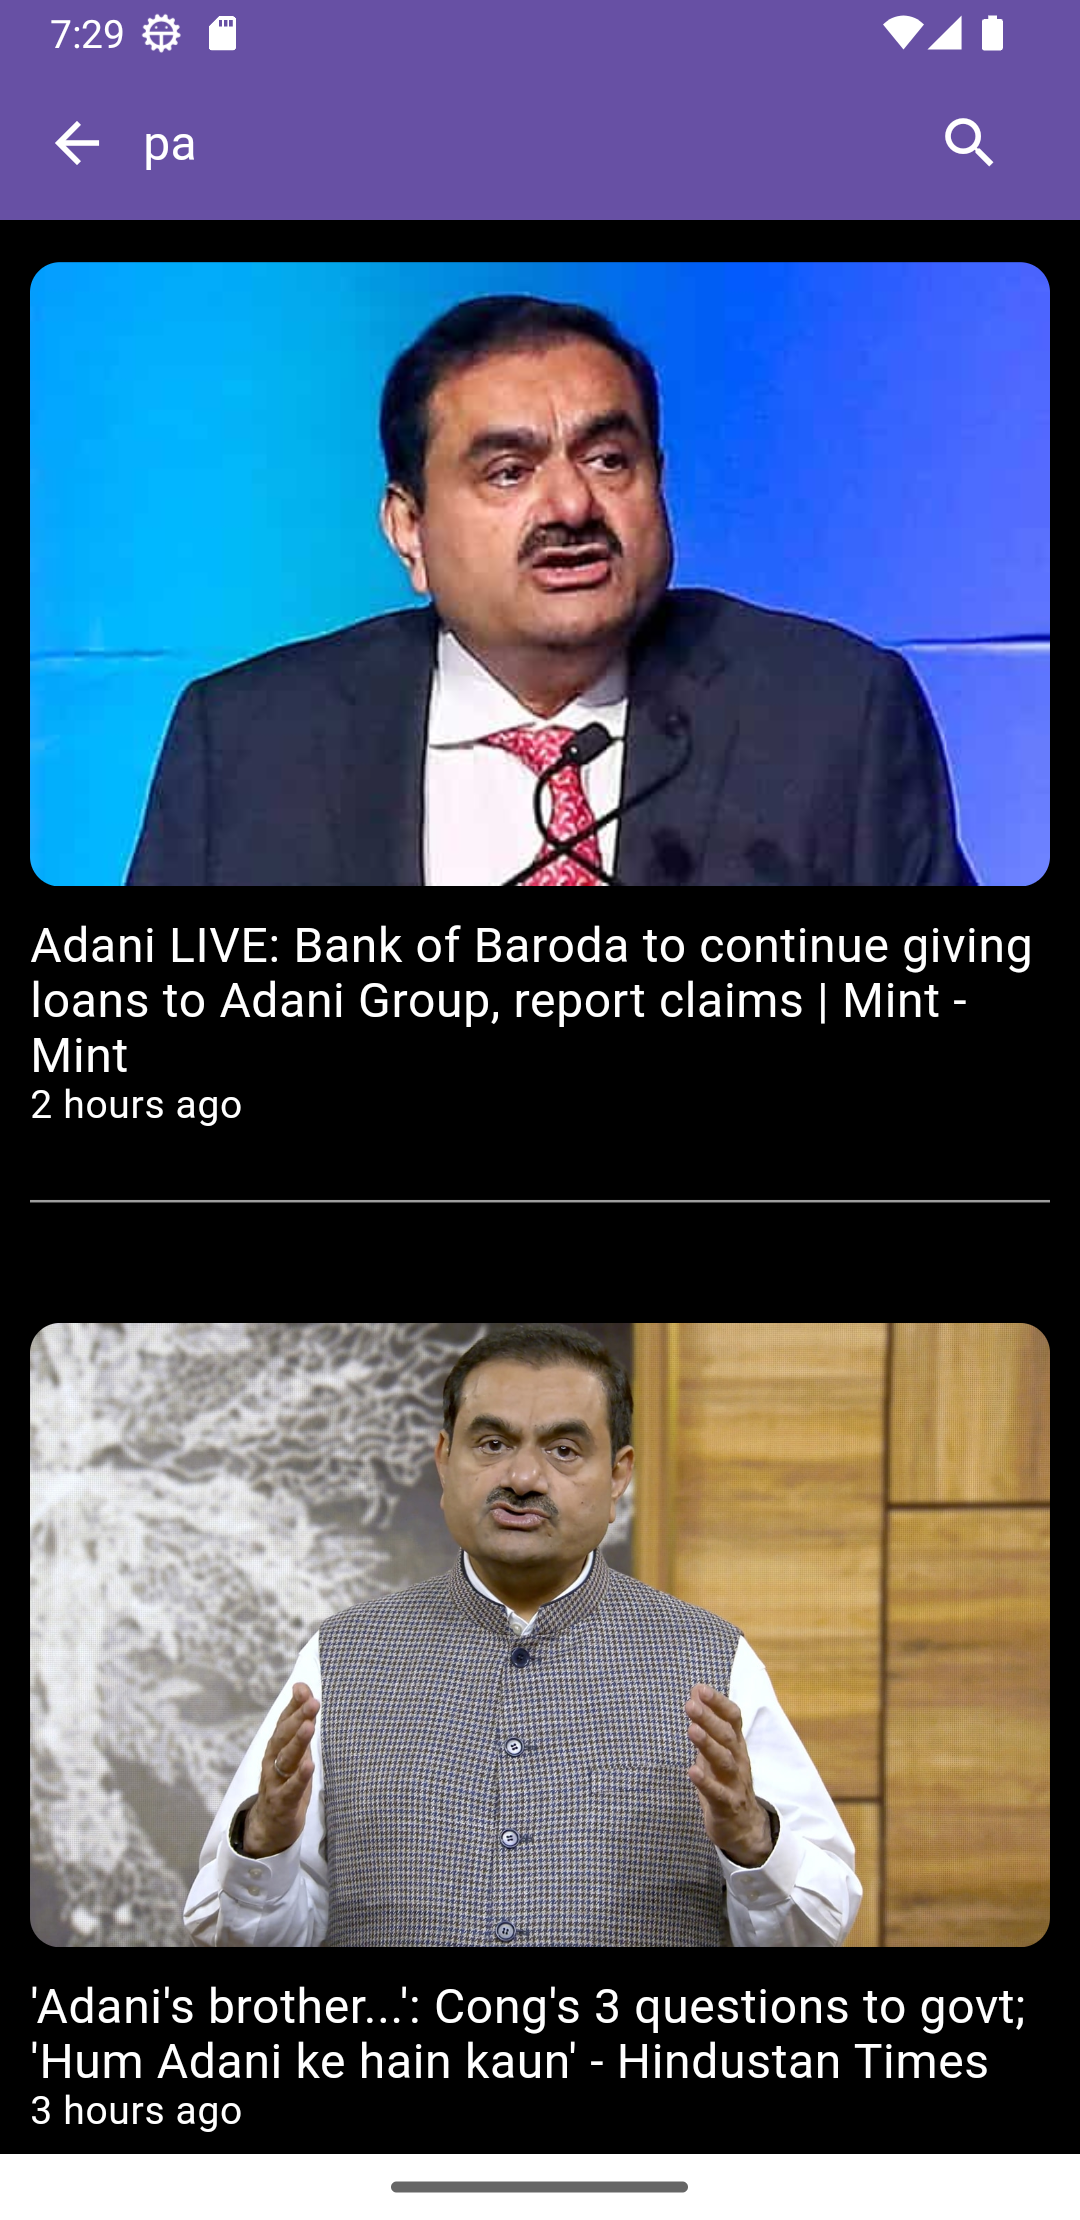 7:29
pa
Adani LIVE: Bank of Baroda to continue giving
loans to Adani Group, report claims | Mint -
Mint
2 hours ago
'Adani's brother...': Cong's 3 questions to govt;
'Hum Adani ke hain kaun' - Hindustan Times
3 hours ago